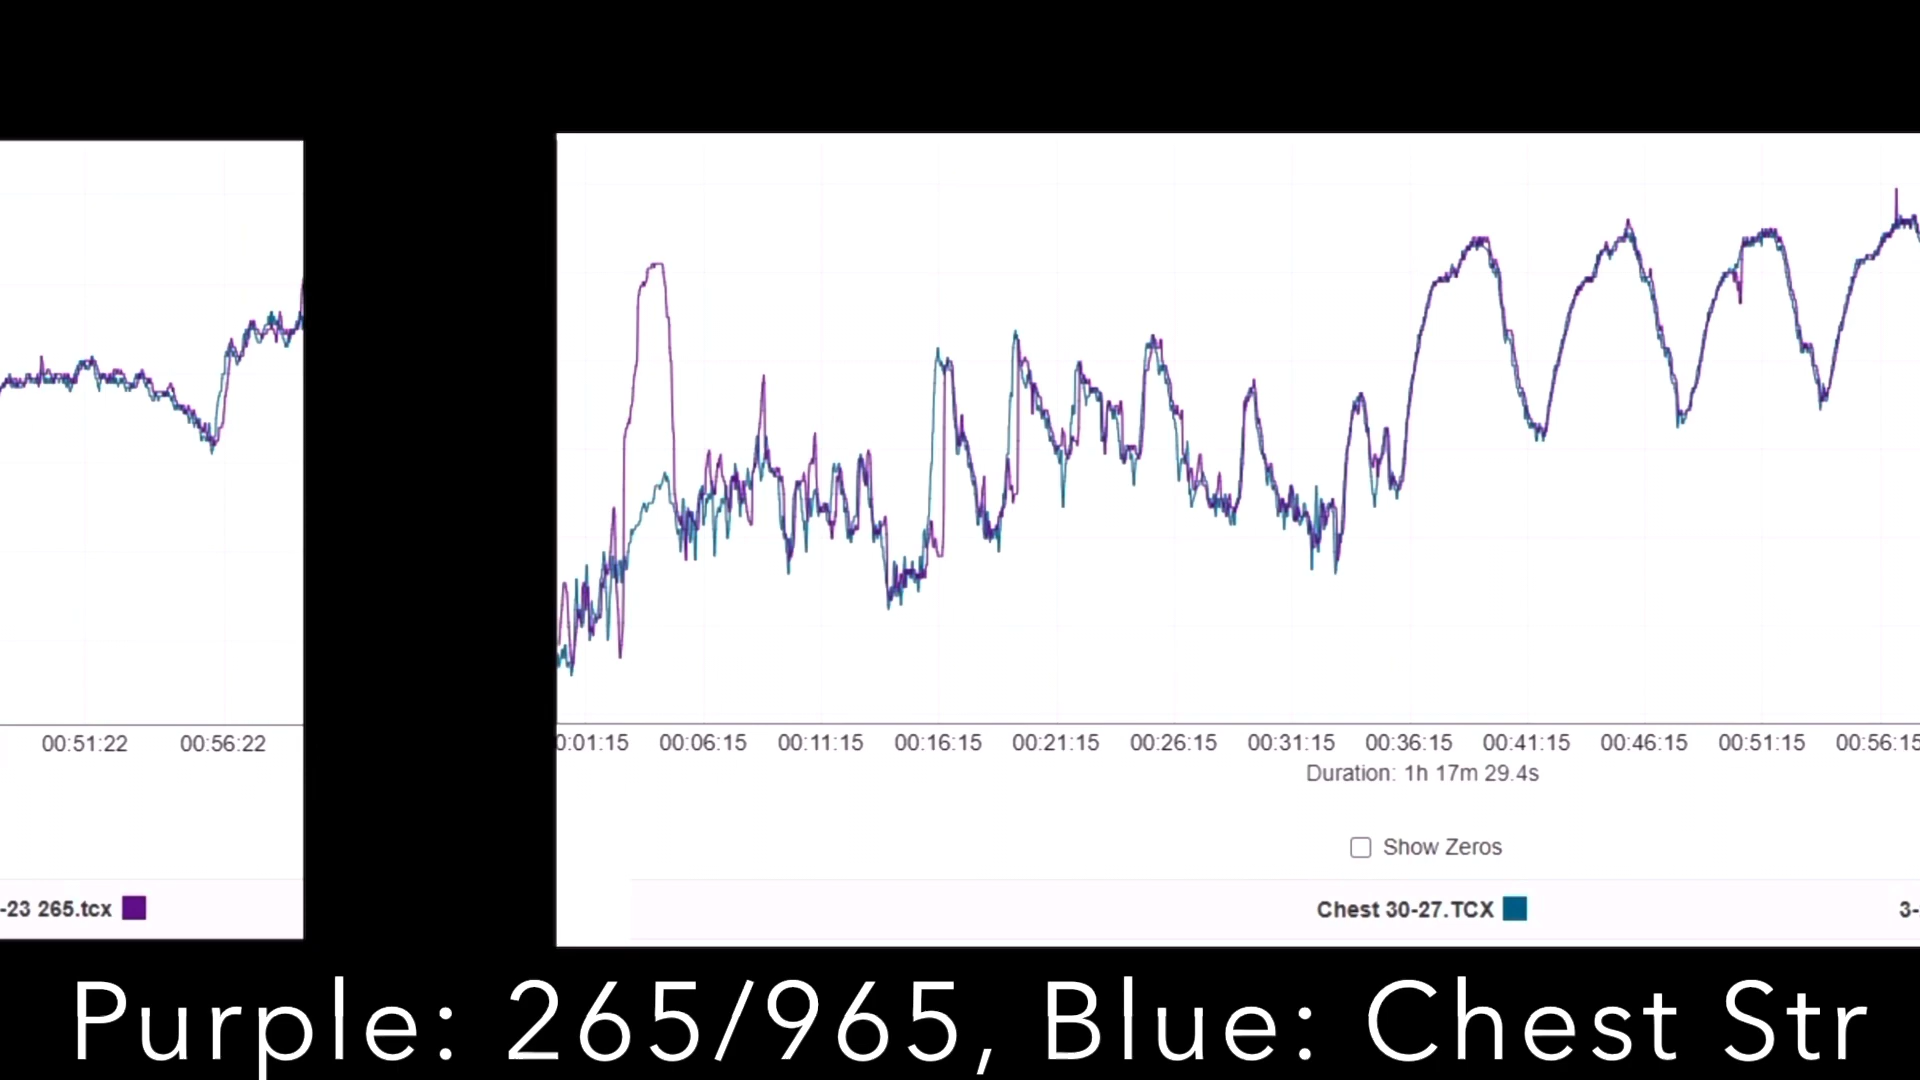 00:51:22 00:56:22
-23 265.tcx
0:01:15 00:06:15 00:11:15 00:16:15 00:21:15 00:26:15 00:31:15 00:36:15 00:41:15 00:46:15 00:51:15 00:56:15
Duration: 1h 17m 29.4s
Show Zeros
Chest 30-27.TCX 3-
Purple: 265/965, Blue: Chest Str